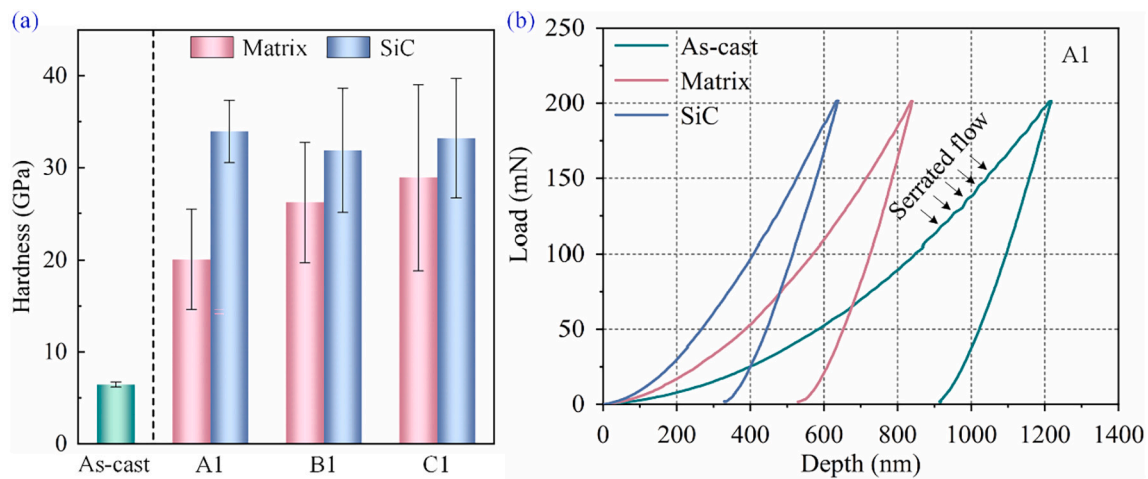 (a)
Matrix
SiC
Hardness (GPa)
40
30
20
10
0
As-cast
A1
B1
C1
(b)
As-cast
Matrix
SiC
A1
Serrated flow
Load (mN)
250
200
150
100
50
0
0 200 400 600 800 1000 1200 1400
Depth (nm)